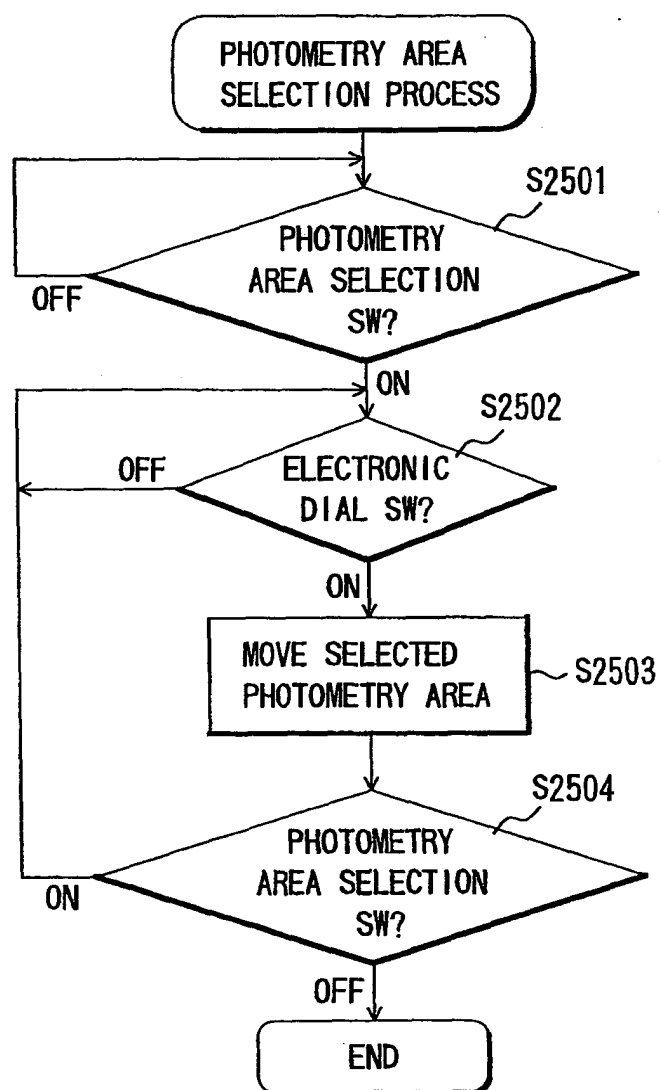 PHOTOMETRY AREA
SELECTION PROCESS
S2501
PHOTOMETRY
AREA SELECTION
SW?
OFF
ON
S2502
OFF
ELECTRONIC
DIAL SW?
ON
MOVE SELECTED
PHOTOMETRY AREA
S2503
S2504
PHOTOMETRY
AREA SELECTION
SW?
ON
OFF
END